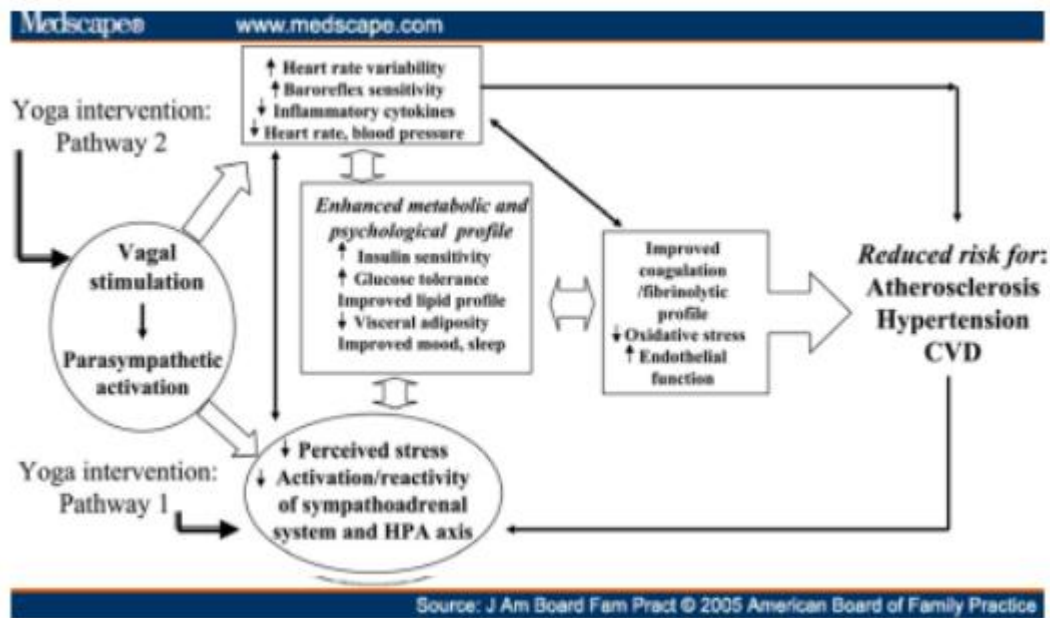 Medscape® www.medscape.com
Yoga intervention:
Pathway 2
↑ Heart rate variability
↑ Baroreflex sensitivity
↓ Inflammatory cytokines
↓ Heart rate, blood pressure
Vagal
stimulation
Parasympathetic
activation
Enhanced metabolic and
psychological profile
↑ Insulin sensitivity
↑ Glucose tolerance
Improved lipid profile
↓ Visceral adiposity
Improved mood, sleep
Improved
coagulation
/fibrinolytic
profile
↓ Oxidative stress
↑ Endothelial
function
Reduced risk for:
Atherosclerosis
Hypertension
CVD
Yoga intervention:
Pathway 1
↓ Perceived stress
↓ Activation/reactivity
of sympathoadrenal
system and HPA axis
Source: J Am Board Fam Pract © 2005 American Board of Family Practice